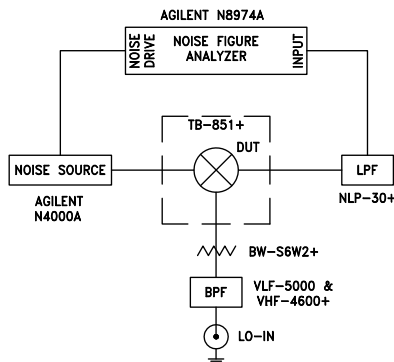 AGILENT N8974A
NOISE DRIVE
NOISE FIGURE
ANALYZER
INPUT
TB-851+
DUT
NOISE SOURCE
LPF
AGILENT
N4000A
NLP-30+
BW-S6W2+
BPF
VLF-5000 &
VHF-4600+
LO-IN